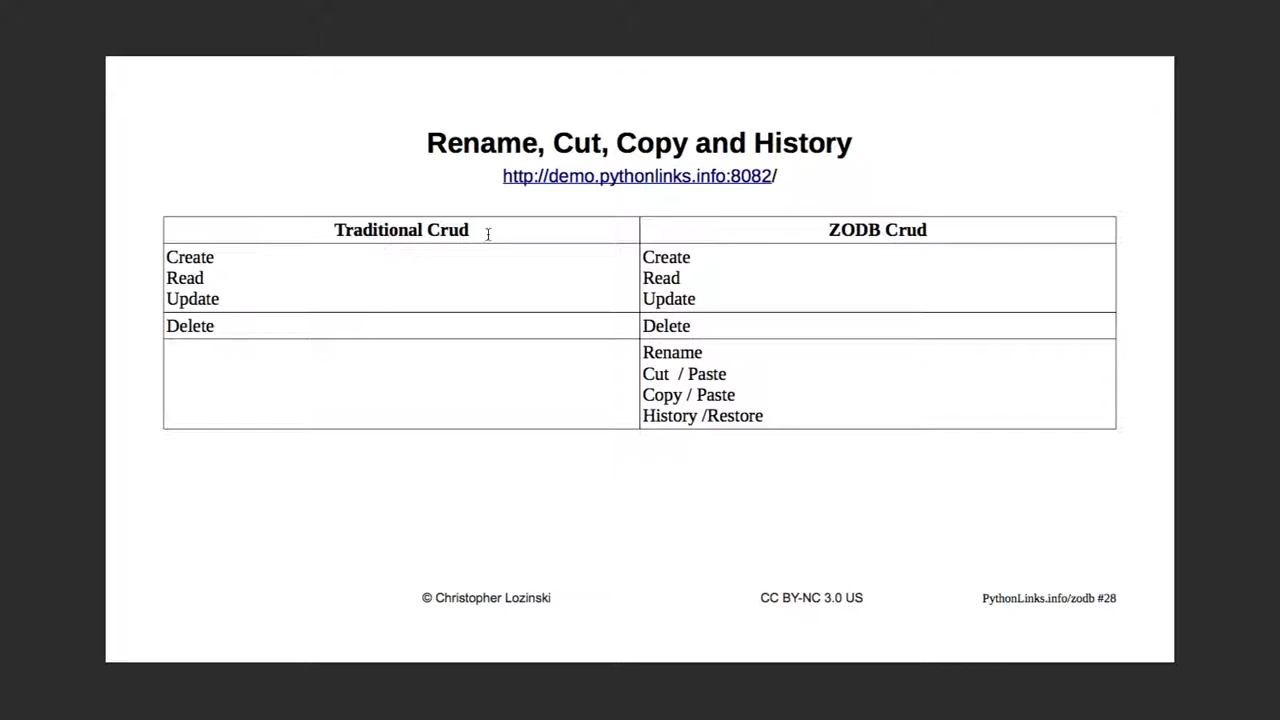 Rename, Cut, Copy and History
http://demo.pythonlinks.info:8082/
Traditional Crud
ZODB Crud
Create
Read
Update
Create
Read
Update
Delete
Delete
Rename
Cut / Paste
Copy / Paste
History /Restore
© Christopher Lozinski
CC BY-NC 3.0 US
PythonLinks.info/zodb #28